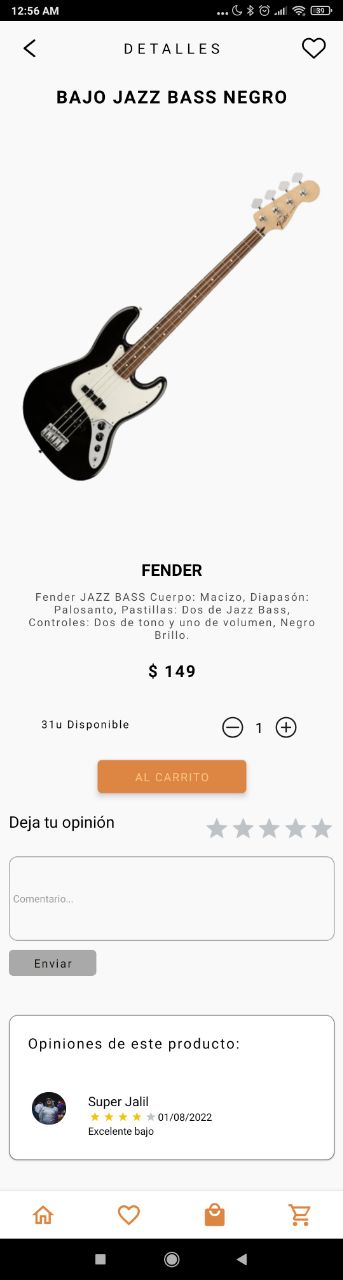 12:56 AM
39
DETALLES
BAJO JAZZ BASS NEGRO
Fender
FENDER
Fender JAZZ BASS Cuerpo: Macizo, Diapasón:
Palosanto, Pastillas: Dos de Jazz Bass,
Controles: Dos de tono y uno de volumen, Negro
Brillo.
$ 149
31u Disponible
1
AL CARRITO
Deja tu opinión
Comentario...
Enviar
Opiniones de este producto:
Super Jalil
01/08/2022
Excelente bajo